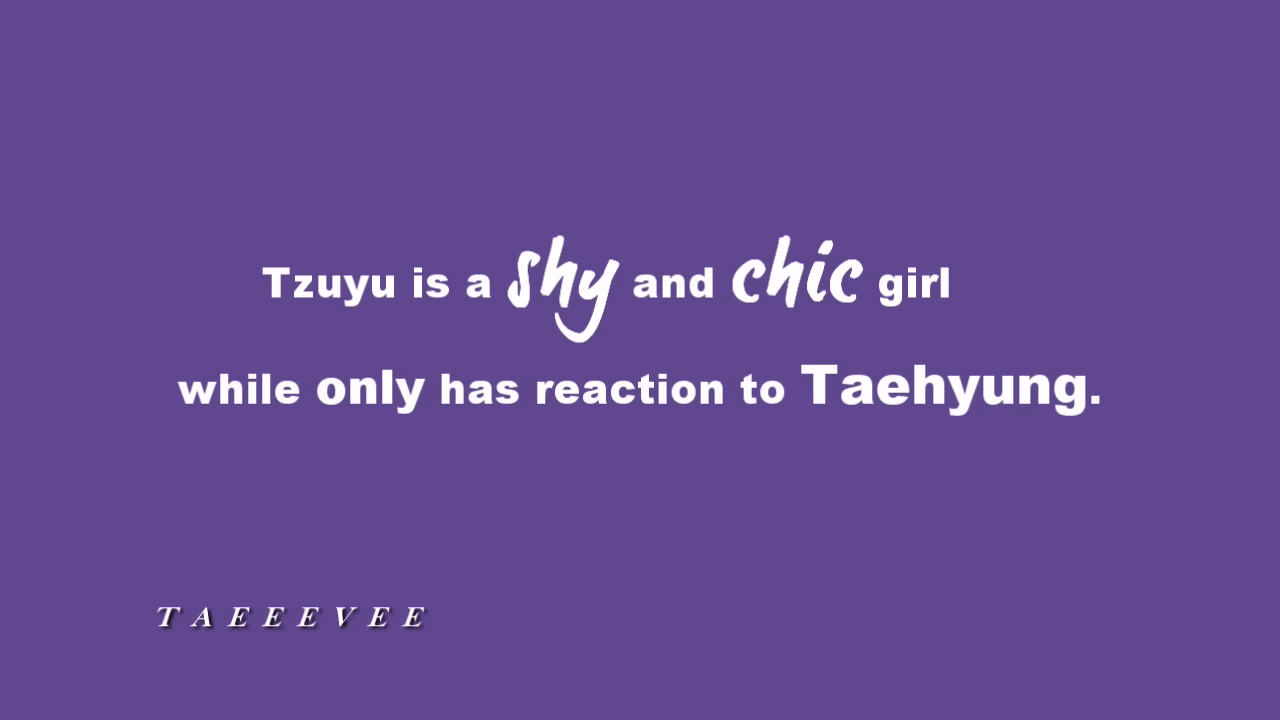 Tzuyu is a shy and chic girl
while only has reaction to Taehyung.
TAEEEVEE